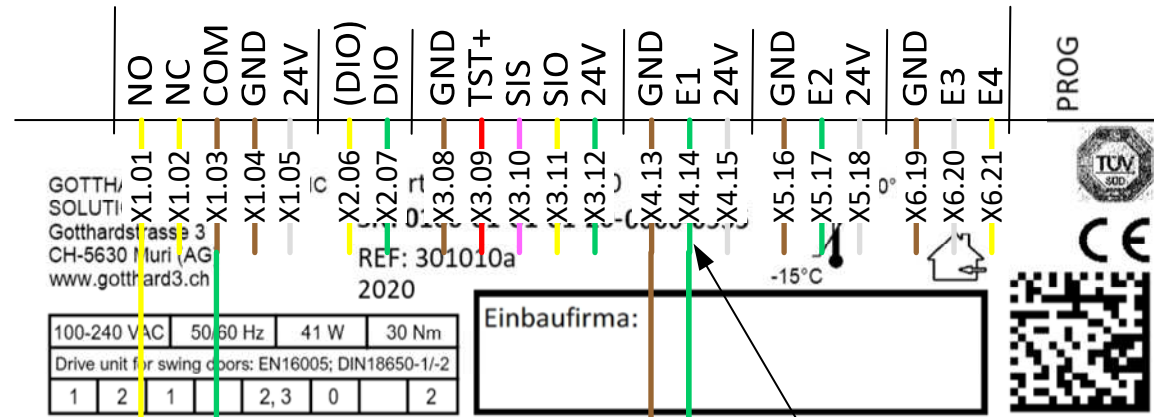 NO NC COM GND 24V (DIO) DIO GND TST+ SIS SIO 24V GND E1 24V GND E2 24V GND E3 E4 PROG
X1.01 X1.02 X1.03 X1.04 X1.05 X2.06 X2.07 X3.08 X3.09 X3.10 X3.11 X3.12 X4.13 X4.14 X4.15 X5.16 X5.17 X5.18 X6.19 X6.20 X6.21
TÜV
SÜD
Gotthardstrasse 3
CH-5630 Muri (AG)
www.gotthard3.ch
REF: 301010a
2020
-15°C
CE
100-240 VAC 50/60 Hz 41 W 30 Nm
Drive unit for swing doors: EN16005; DIN18650-1/-2
1 2 1 2, 3 0 2
Einbaufirma: